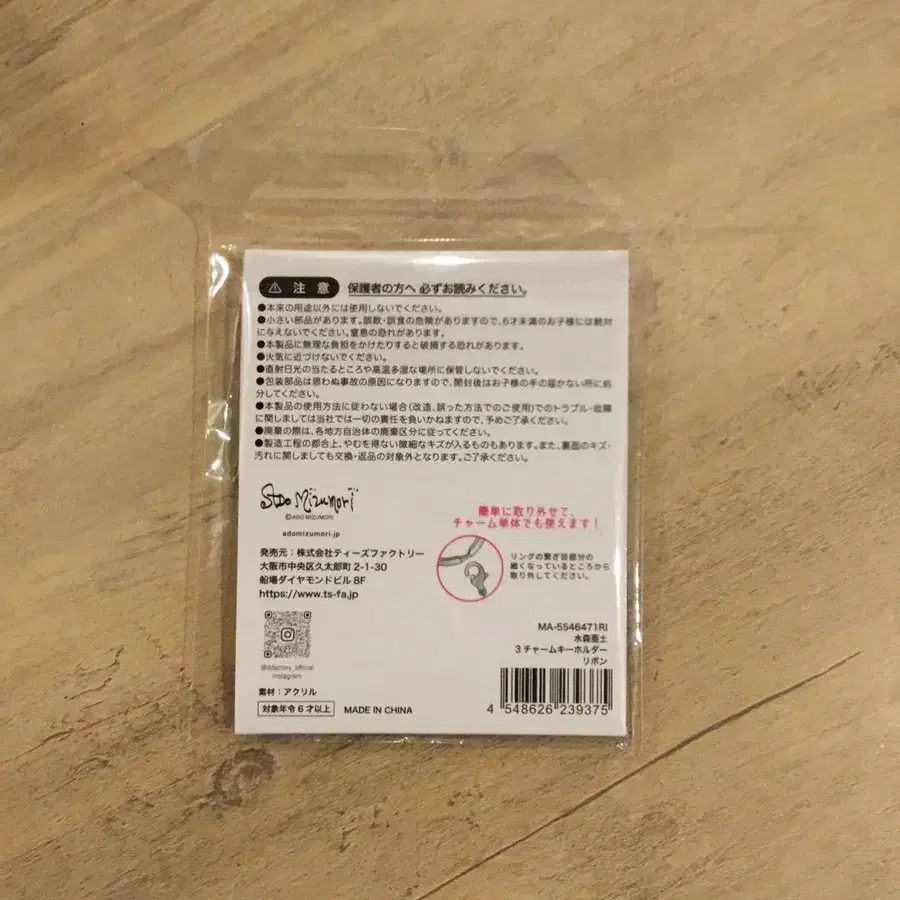 ⚠ 注意 保護者の方へ 必ずお読みください。
●本来の用途以外には使用しないでください。
●小さい部品があります。誤飲・誤食の危険がありますので、6才未満のお子様には絶対
に与えないでください。窒息の恐れがあります。
●本製品に無理な負担をかけたりすると破損する恐れがあります。
●火気に近づけないでください。
●直射日光の当たるところや高温多湿な場所に保管しないでください。
●包装部品は思わぬ事故の原因になりますので、開封後はお子様の手の届かない所に処
分してください。
●本製品の使用方法に従わない場合(改造、誤った方法でのご使用)でのトラブル・故障
に関しましては当社では一切の責任を負いかねますので、予めご了承ください。
●廃棄の際は、各地方自治体の廃棄区分に従ってください。
●製造工程の都合上、やむを得ない微細なキズが入るものもあります。また、裏面のキズ・
汚れに関しましても交換・返品の対象外となります。ご了承ください。
Ado Mizumori
©ADO MIZUMORI
adomizumori.jp
発売元：株式会社ティーズファクトリー
大阪市中央区久太郎町 2-1-30
船場ダイヤモンドビル 8F
https://www.ts-fa.jp
@tsfactory_official
Instagram
素材：アクリル
対象年令6才以上
MADE IN CHINA
簡単に取り外せて、
チャーム単体でも使えます！
リングの繋ぎ目部分の
細くなっているところから
取り外してください。
MA-5546471RI
水森亜土
3 チャームキーホルダー
リボン
4 548626 239375